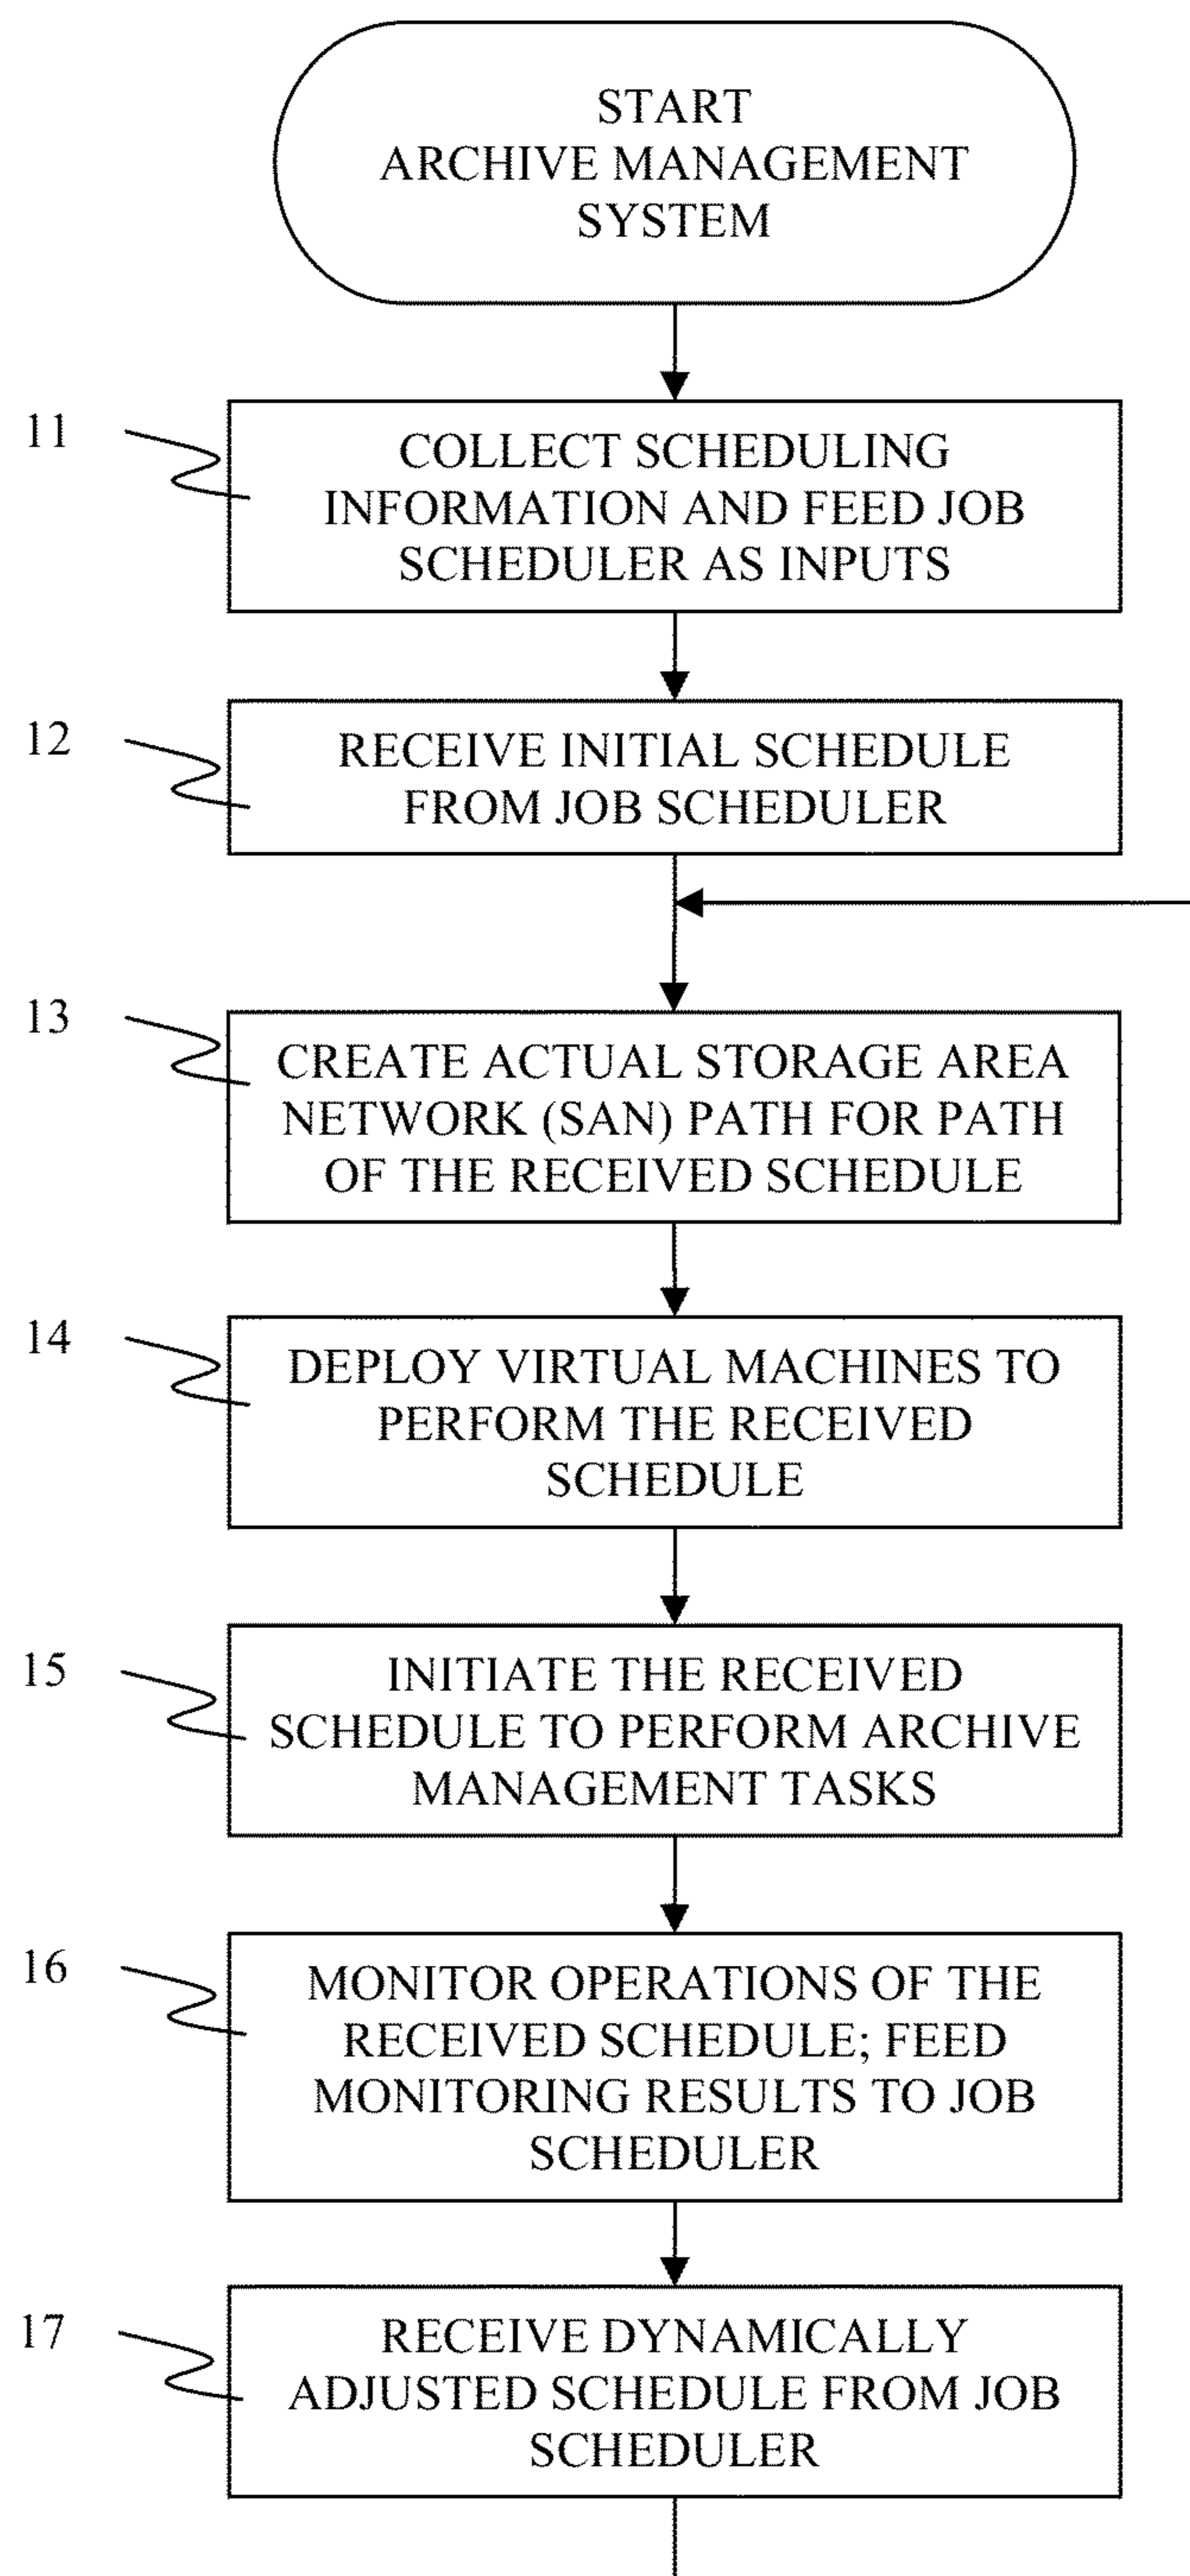 START
ARCHIVE MANAGEMENT
SYSTEM
11
COLLECT SCHEDULING
INFORMATION AND FEED JOB
SCHEDULER AS INPUTS
12
RECEIVE INITIAL SCHEDULE
FROM JOB SCHEDULER
13
CREATE ACTUAL STORAGE AREA
NETWORK (SAN) PATH FOR PATH
OF THE RECEIVED SCHEDULE
14
DEPLOY VIRTUAL MACHINES TO
PERFORM THE RECEIVED
SCHEDULE
15
INITIATE THE RECEIVED
SCHEDULE TO PERFORM ARCHIVE
MANAGEMENT TASKS
16
MONITOR OPERATIONS OF THE
RECEIVED SCHEDULE; FEED
MONITORING RESULTS TO JOB
SCHEDULER
17
RECEIVE DYNAMICALLY
ADJUSTED SCHEDULE FROM JOB
SCHEDULER